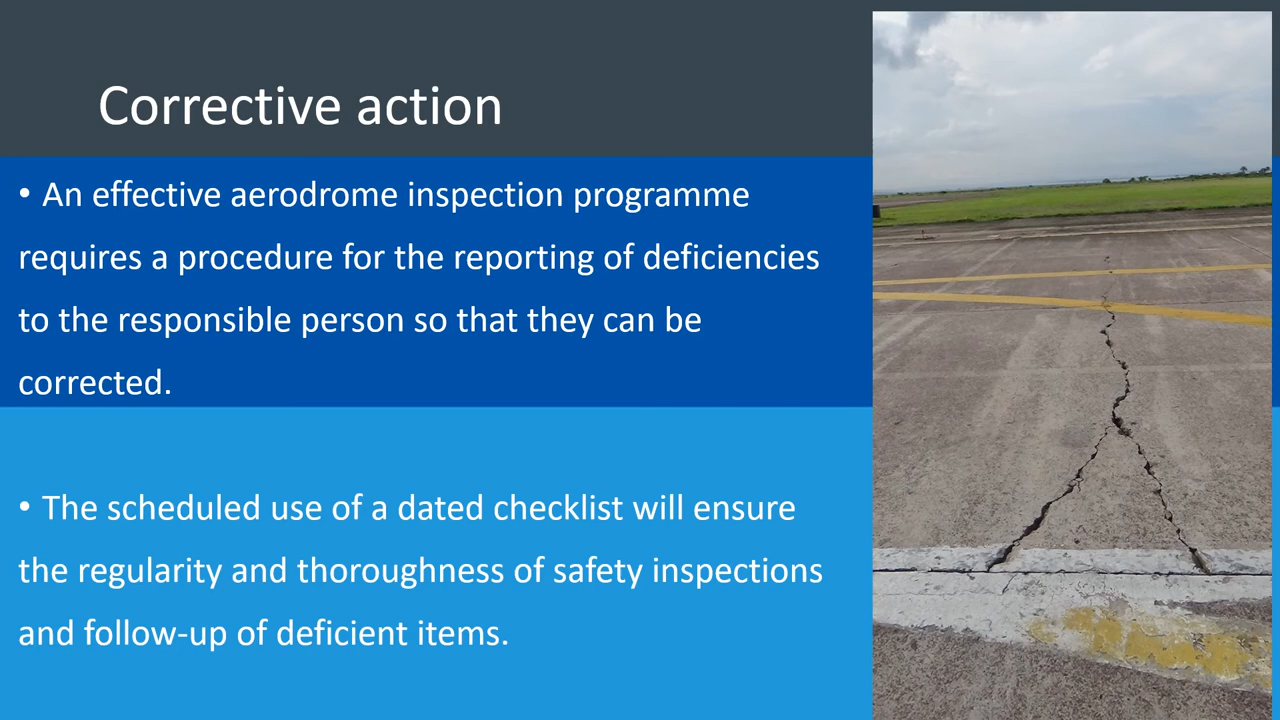 Corrective action
• An effective aerodrome inspection programme
requires a procedure for the reporting of deficiencies
to the responsible person so that they can be
corrected.
• The scheduled use of a dated checklist will ensure
the regularity and thoroughness of safety inspections
and follow-up of deficient items.